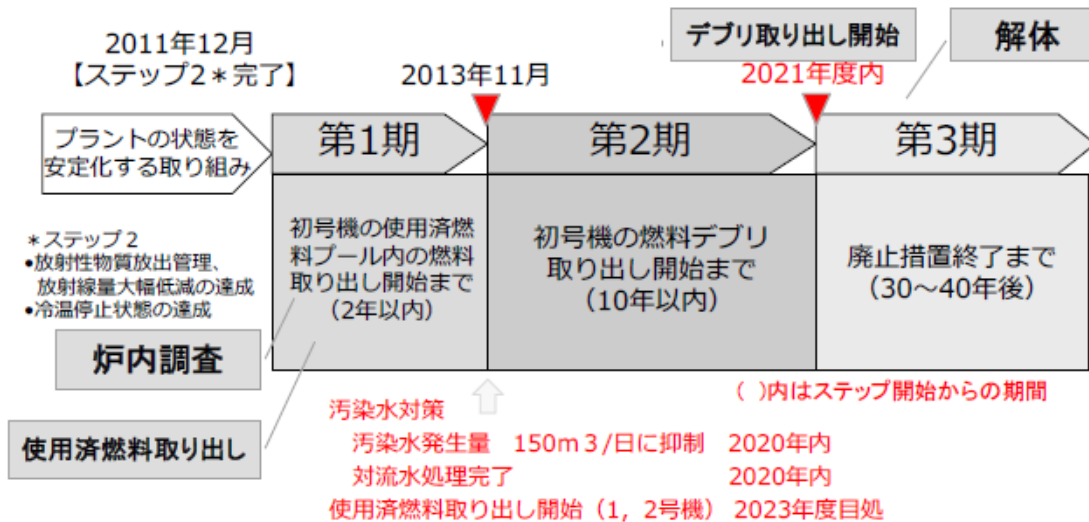 2011年12月
【ステップ2＊完了】
2013年11月
デブリ取り出し開始
2021年度内
解体
プラントの状態を
安定化する取り組み
第1期
第2期
第3期
初号機の使用済燃
料プール内の燃料
取り出し開始まで
（2年以内）
初号機の燃料デブリ
取り出し開始まで
（10年以内）
廃止措置終了まで
（30～40年後）
＊ステップ2
•放射性物質放出管理、
放射線量大幅低減の達成
•冷温停止状態の達成
炉内調査
使用済燃料取り出し
（ ）内はステップ開始からの期間
汚染水対策
汚染水発生量 150m3/日に抑制 2020年内
対流水処理完了 2020年内
使用済燃料取り出し開始（1，2号機） 2023年度目処